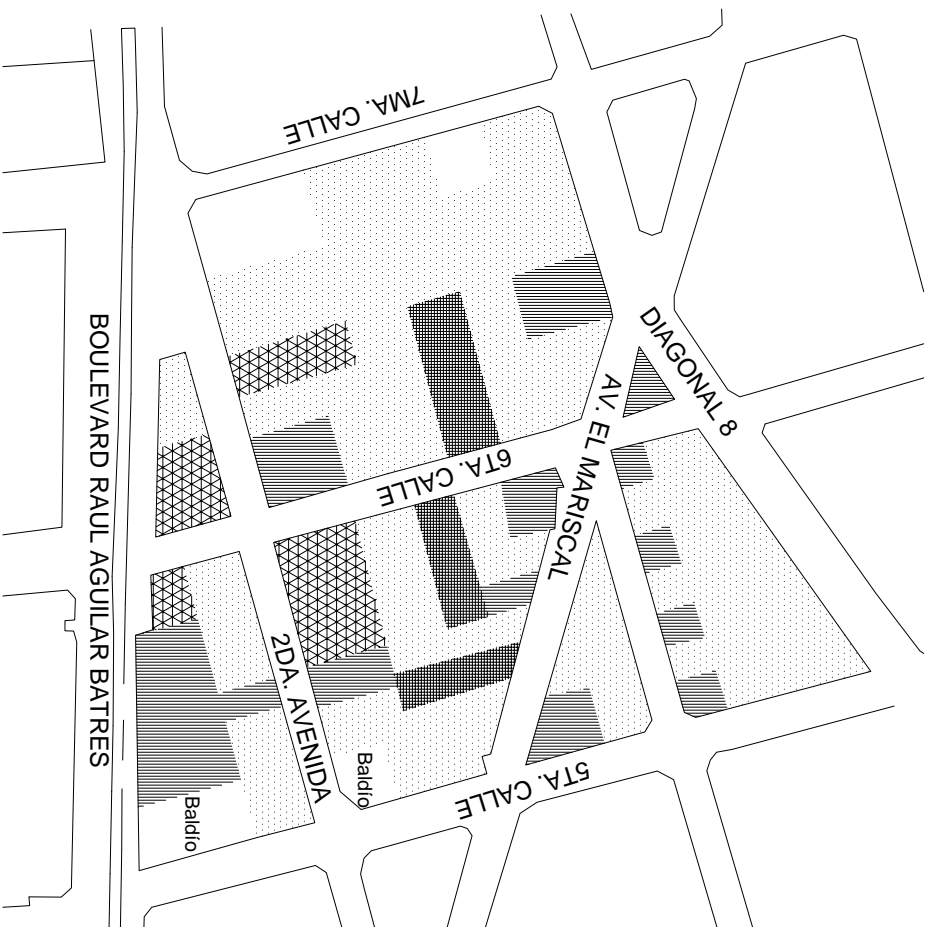 7MA. CALLE
DIAGONAL 8
BOULEVARD RAUL AGUILAR BATRES
AV. EL MARISCAL
6TA. CALLE
2DA. AVENIDA
Baldío
5TA. CALLE
Baldío